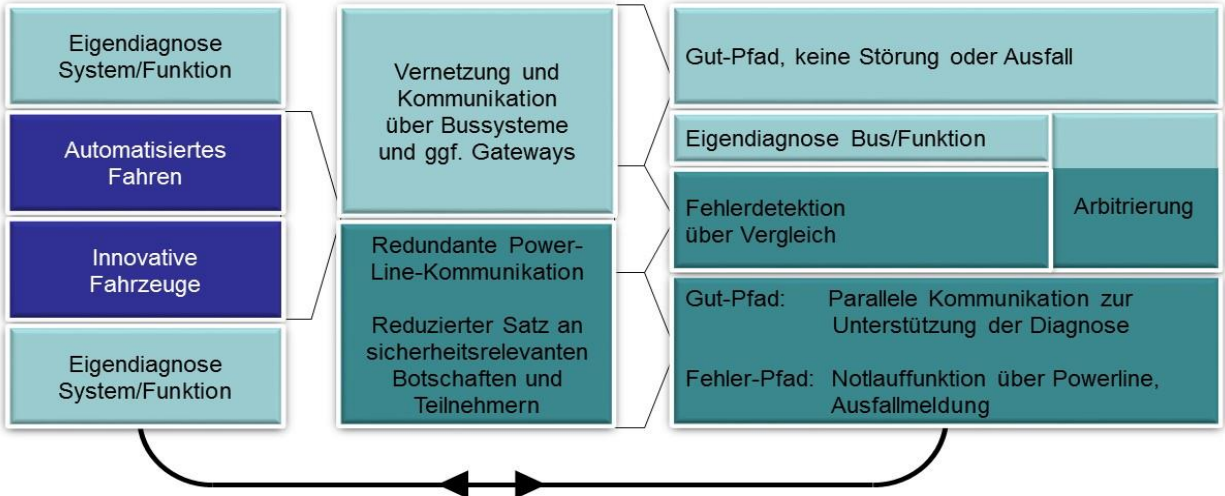 Eigendiagnose
System/Funktion
Automatisiertes
Fahren
Innovative
Fahrzeuge
Eigendiagnose
System/Funktion
Vernetzung und
Kommunikation
über Bussysteme
und ggf. Gateways
Redundante Power-
Line-Kommunikation
Reduzierter Satz an
sicherheitsrelevanten
Botschaften und
Teilnehmern
Gut-Pfad, keine Störung oder Ausfall
Eigendiagnose Bus/Funktion
Fehlerdetektion
über Vergleich
Arbitrierung
Gut-Pfad: Parallele Kommunikation zur
Unterstützung der Diagnose
Fehler-Pfad: Notlauffunktion über Powerline,
Ausfallmeldung